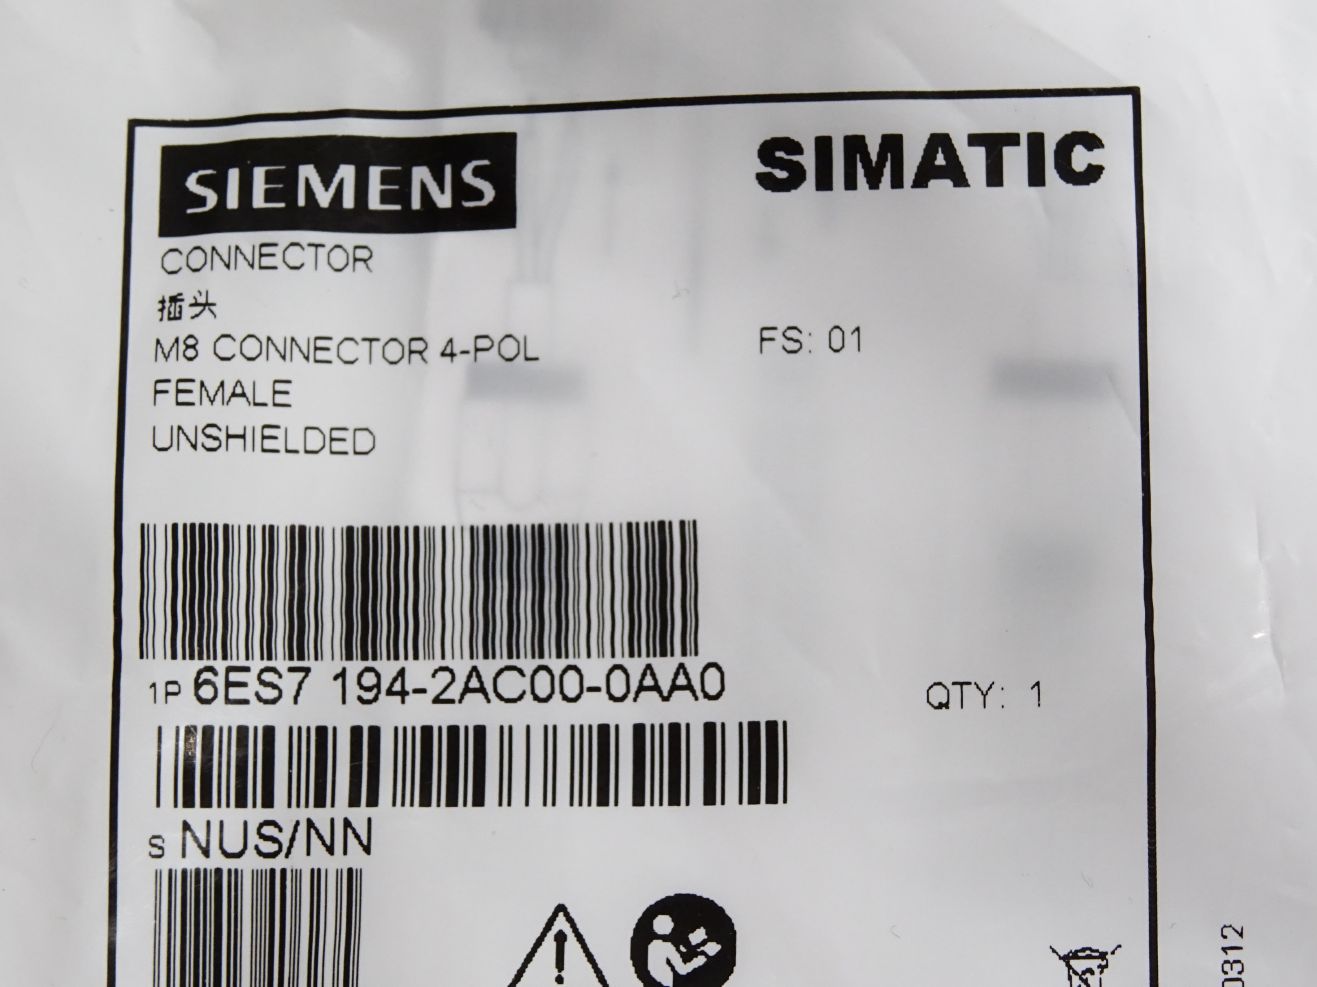 SIEMENS
SIMATIC
CONNECTOR
插头
M8 CONNECTOR 4-POL
FEMALE
UNSHIELDED
FS: 01
1P 6ES7 194-2AC00-0AA0
QTY: 1
S NUS/NN
0312